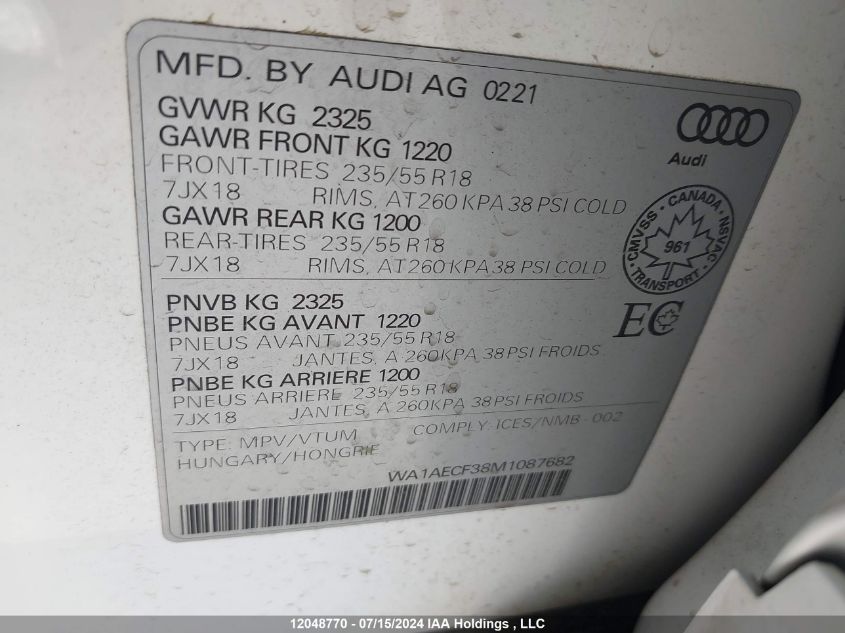 MFD. BY AUDI AG 0221
GVWR KG 2325
GAWR FRONT KG 1220
FRONT-TIRES 235/55 R18
7JX18 RIMS, AT 260 KPA 38 PSI COLD
GAWR REAR KG 1200
REAR-TIRES 235/55 R18
7JX18 RIMS, AT 260 KPA 38 PSI COLD
Audi
CMVSS · CANADA · NSVAC · TRANSPORT ·
961
EC
PNVB KG 2325
PNBE KG AVANT 1220
PNEUS AVANT 235/55 R18
7JX18 JANTES, A 260KPA 38PSI FROIDS
PNBE KG ARRIERE 1200
PNEUS ARRIERE 235/55 R18
7JX18 JANTES, A 260KPA 38PSI FROIDS
TYPE: MPV/VTUM COMPLY: ICES/NMB - 002
HUNGARY/HONGRIE
WA1AECF38M1087682
12048770 - 07/15/2024 IAA Holdings , LLC